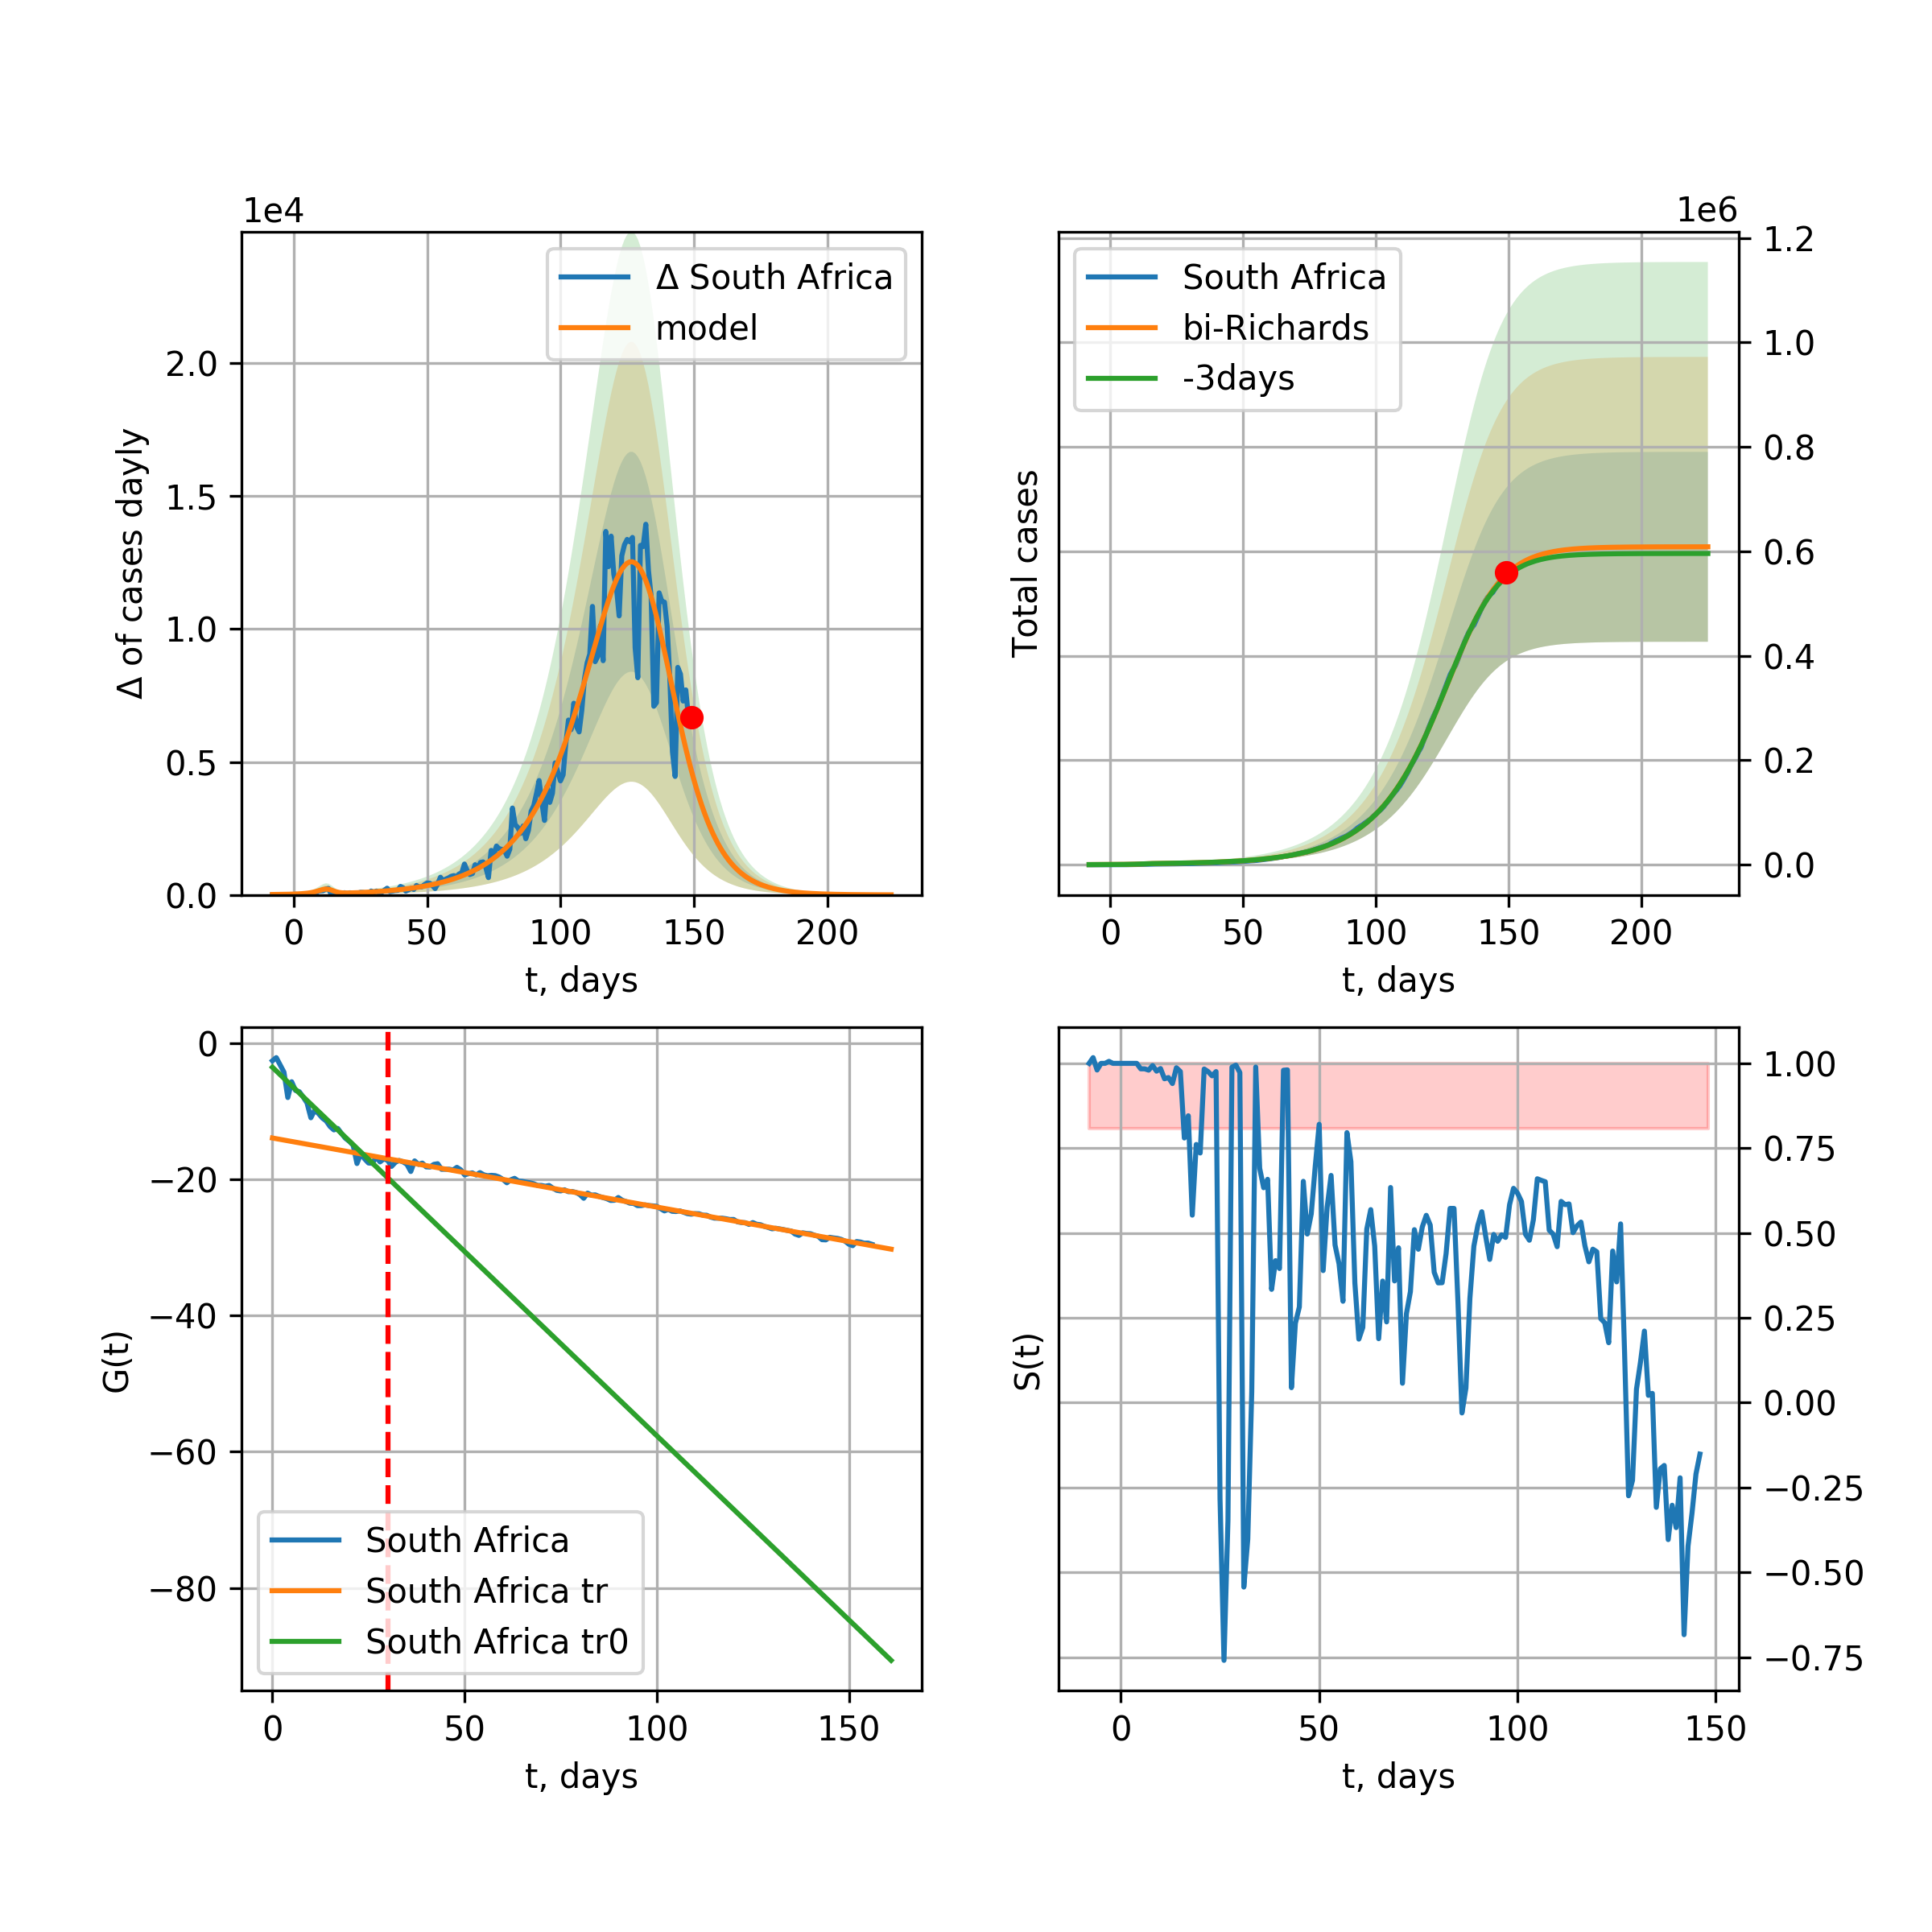 1e4
Δ South Africa
model
2.0
1.5
1.0
0.5
0.0
Δ of cases dayly
0 50 100 150 200
t, days
1e6
South Africa
bi-Richards
-3days
1.2
1.0
0.8
0.6
0.4
0.2
0.0
Total cases
0 50 100 150 200
t, days
0
−20
−40
−60
−80
G(t)
South Africa
South Africa tr
South Africa tr0
0 50 100 150
t, days
S(t)
1.00
0.75
0.50
0.25
0.00
−0.25
−0.50
−0.75
0 50 100 150
t, days